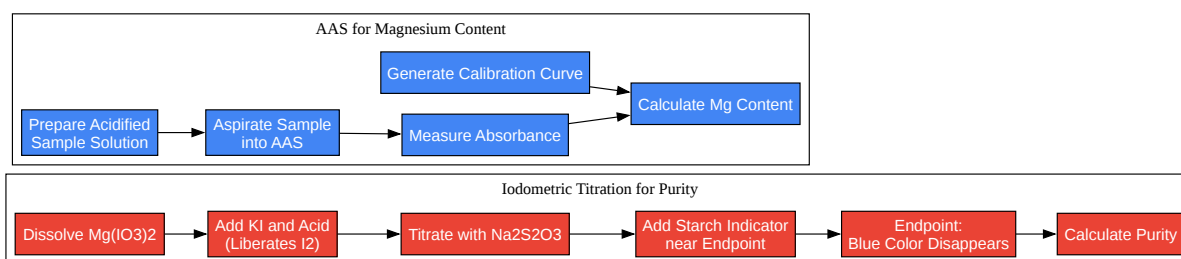 AAS for Magnesium Content
Generate Calibration Curve
Calculate Mg Content
Prepare Acidified
Sample Solution
Aspirate Sample
into AAS
Measure Absorbance
Iodometric Titration for Purity
Dissolve Mg(IO3)2
Add KI and Acid
(Liberates I2)
Titrate with Na2S2O3
Add Starch Indicator
near Endpoint
Endpoint:
Blue Color Disappears
Calculate Purity